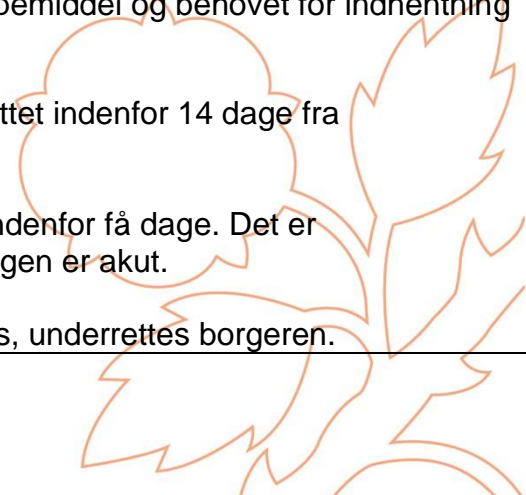 pemiddel og behovet for indhentning
ttet indenfor 14 dage fra
ndenfor få dage. Det er
gen er akut.
s, underrettes borgeren.